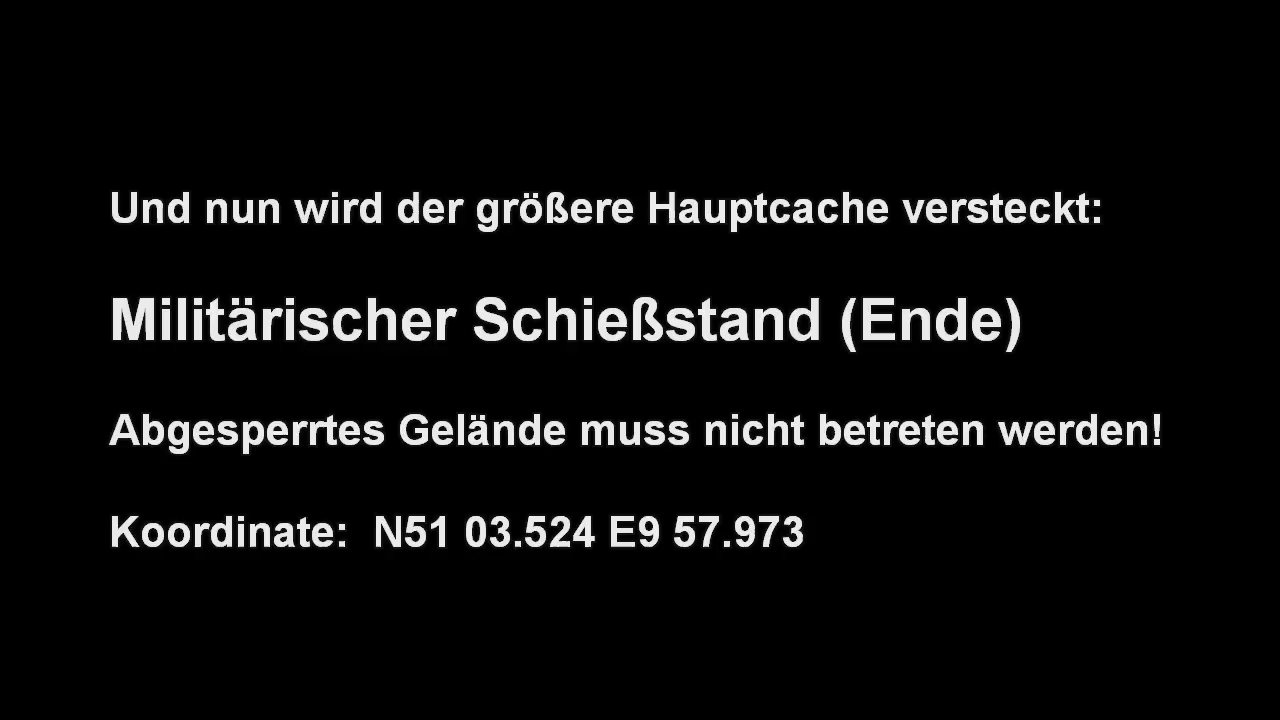 Und nun wird der größere Hauptcache versteckt:
Militärischer Schießstand (Ende)
Abgesperrtes Gelände muss nicht betreten werden!
Koordinate: N51 03.524 E9 57.973